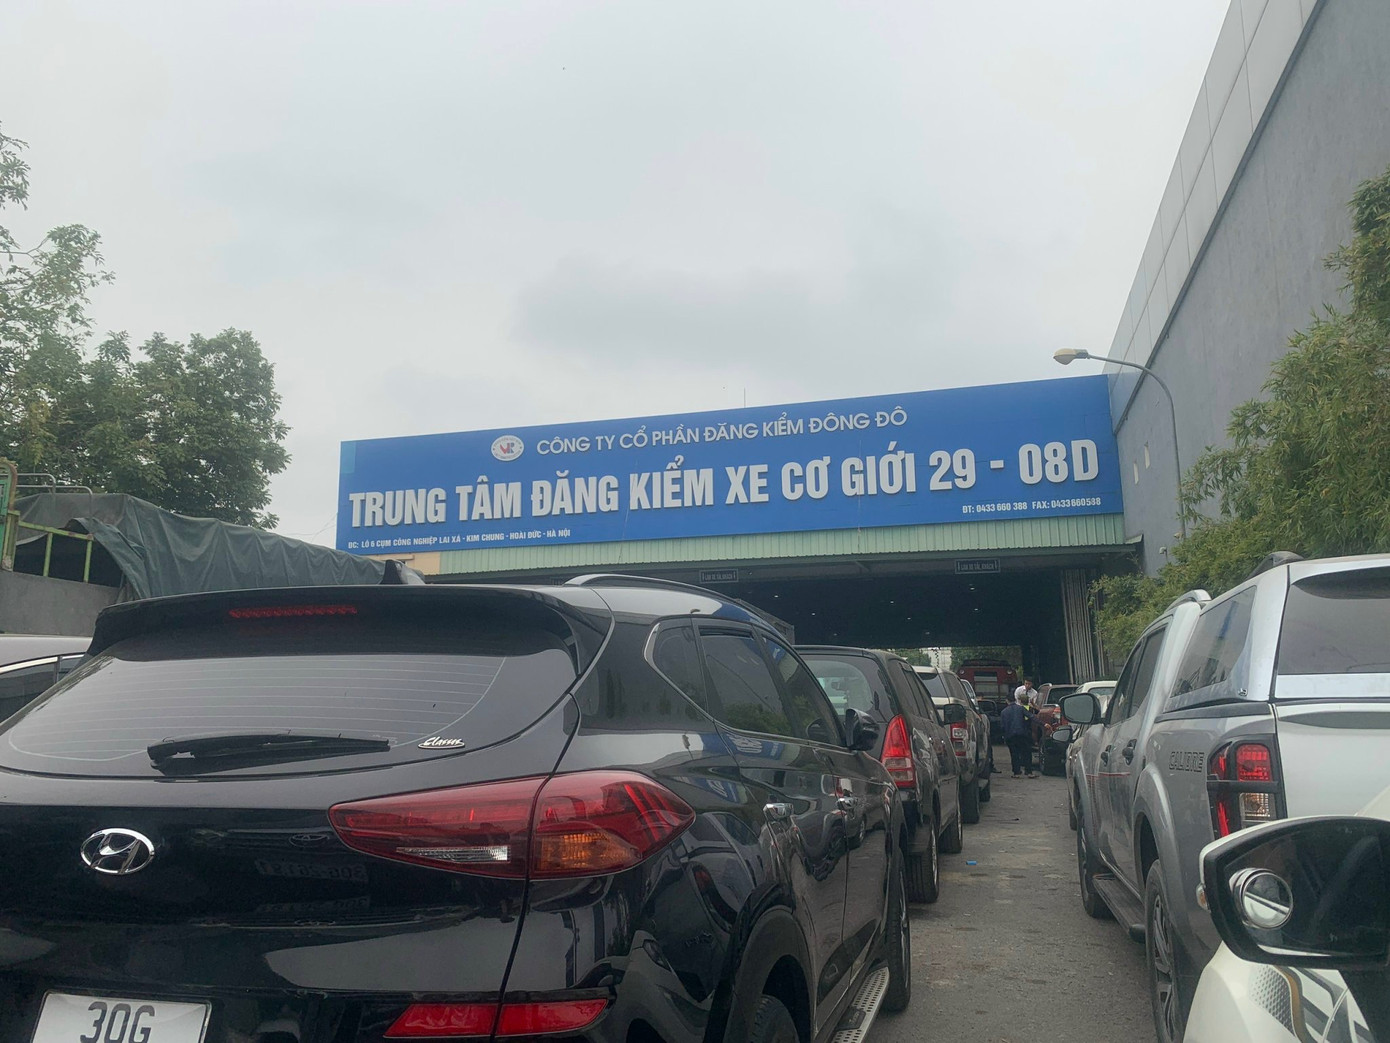 CÔNG TY CỔ PHẦN ĐĂNG KIỂM ĐÔNG ĐÔ
TRUNG TÂM ĐĂNG KIỂM XE CƠ GIỚI 29 - 08D
ĐC: LÔ 6 CỤM CÔNG NGHIỆP LAI XÁ - KIM CHUNG - HOÀI ĐỨC - HÀ NỘI
ĐT: 0433 660 388 FAX: 0433660588
Classic
CALIBRE
30G